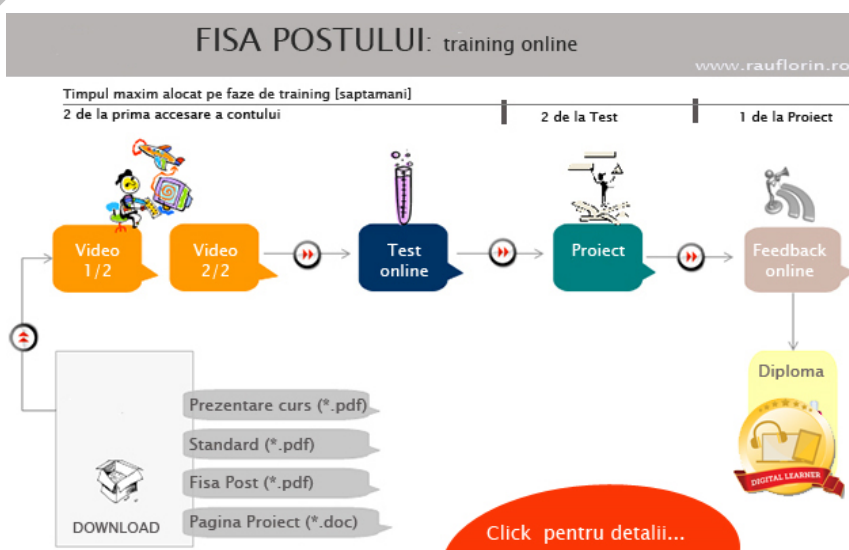 FISA POSTULUI: training online
www.rauflorin.ro
Timpul maxim alocat pe faze de training [saptamani]
2 de la prima accesare a contului
2 de la Test
1 de la Proiect
Video
1/2
Video
2/2
Test
online
Proiect
Feedback
online
Diploma
DIGITAL LEARNER
Prezentare curs (*.pdf)
Standard (*.pdf)
Fisa Post (*.pdf)
Pagina Proiect (*.doc)
DOWNLOAD
Click pentru detalii...